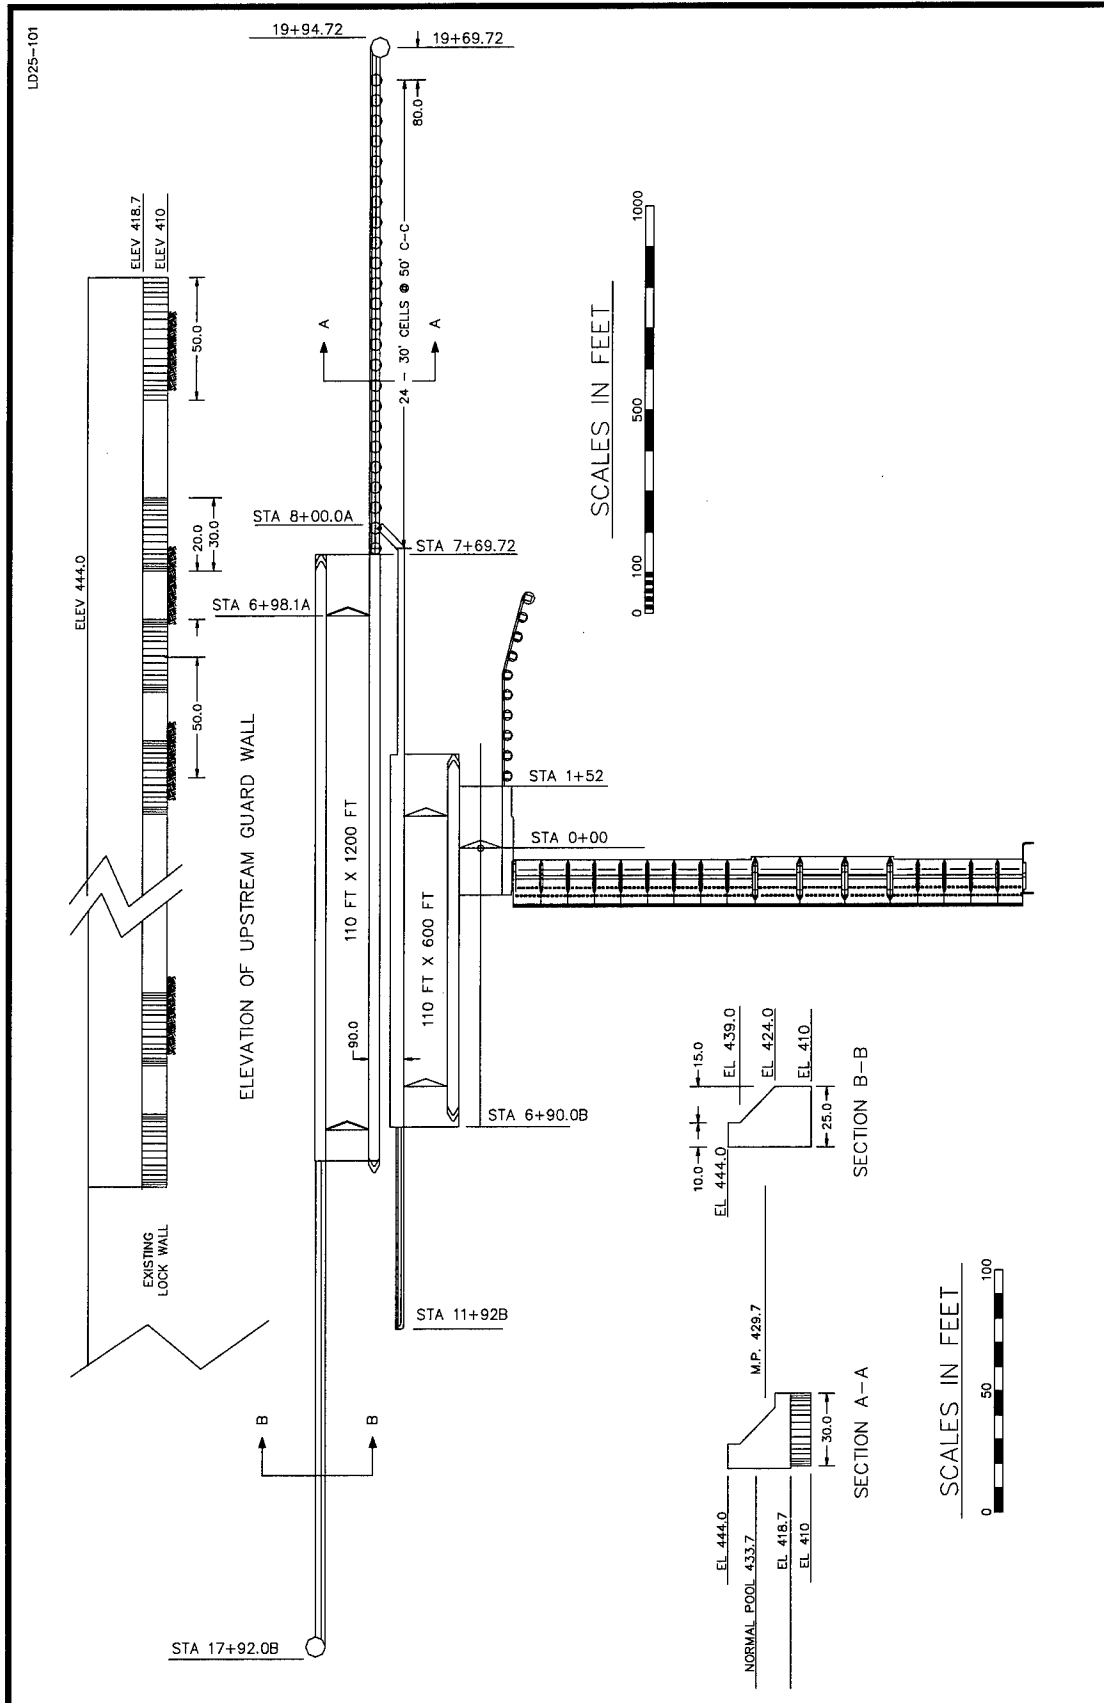 LD25-101
19+94.72
19+69.72
80.0
24 - 30' CELLS @ 50' C-C
A
A
ELEV 418.7
ELEV 410
50.0
ELEV 444.0
20.0
30.0
50.0
ELEVATION OF UPSTREAM GUARD WALL
EXISTING
LOCK WALL
STA 8+00.0A
STA 7+69.72
STA 6+98.1A
110 FT X 1200 FT
90.0
110 FT X 600 FT
STA 1+52
STA 0+00
STA 6+90.0B
STA 11+92B
B
B
STA 17+92.0B
SCALES IN FEET
0
100
500
1000
15.0
10.0
EL 439.0
EL 424.0
EL 410
EL 444.0
25.0
SECTION B-B
M.P. 429.7
30.0
EL 444.0
NORMAL POOL 433.7
EL 418.7
EL 410
SECTION A-A
SCALES IN FEET
0
50
100